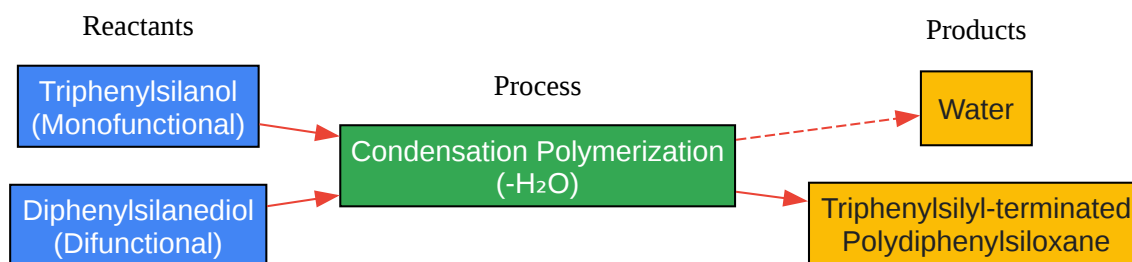 Reactants
Triphenylsilanol
(Monofunctional)
Diphenylsilanediol
(Difunctional)
Process
Condensation Polymerization
(-H₂O)
Products
Water
Triphenylsilyl-terminated
Polydiphenylsiloxane